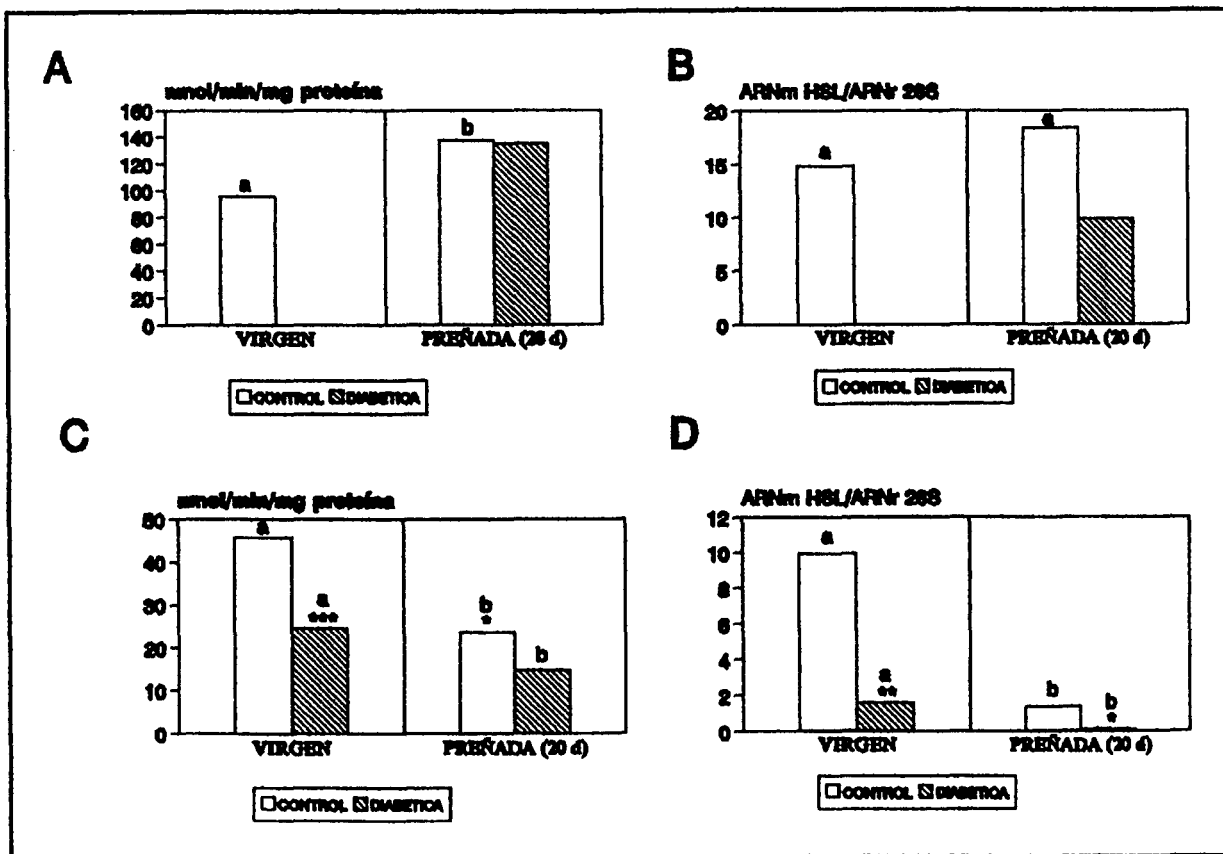 A
nmol/min/mg proteína
160
140
120
100
80
60
40
20
0
a
b
VIRGEN
PREÑADA (20 d)
CONTROL DIABETICA
B
ARNm HSL/ARNr 28S
20
15
10
5
0
a
a
VIRGEN
PREÑADA (20 d)
CONTROL DIABETICA
C
nmol/min/mg proteína
50
40
30
20
10
0
a
a
***
b
*
b
VIRGEN
PREÑADA (20 d)
CONTROL DIABETICA
D
ARNm HSL/ARNr 28S
12
10
8
6
4
2
0
a
a
**
b
b
*
VIRGEN
PREÑADA (20 d)
CONTROL DIABETICA